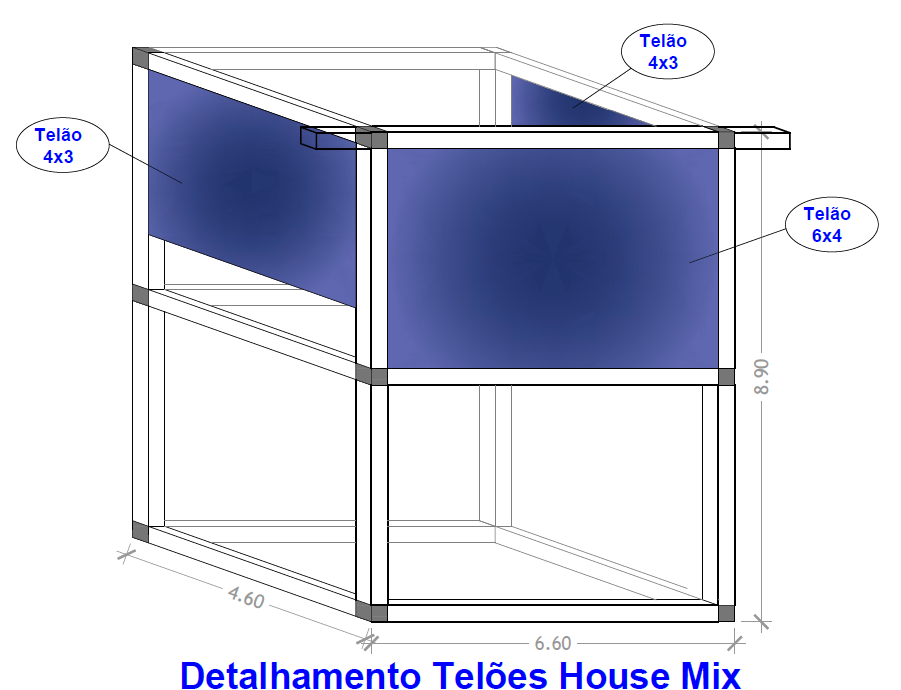 Telão
4x3
Telão
4x3
Telão
6x4
8.90
4.60
6.60
Detalhamento Telões House Mix